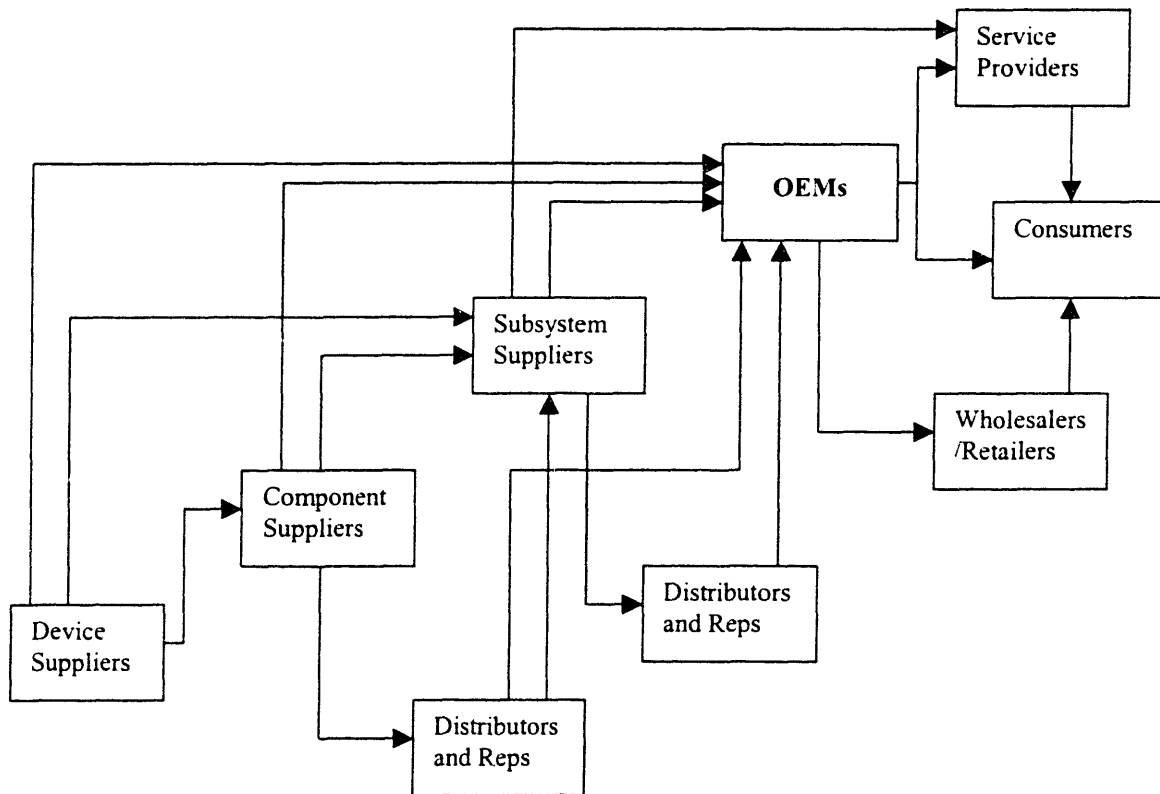 Service
Providers
OEMs
Consumers
Subsystem
Suppliers
Wholesalers
/Retailers
Component
Suppliers
Distributors
and Reps
Device
Suppliers
Distributors
and Reps